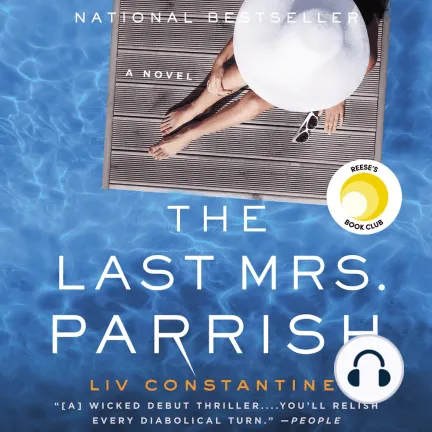 NATIONAL BESTSELLER
A NOVEL
REESE'S
BOOK CLUB
THE
LAST MRS.
PARRISH
LIV CONSTANTINE
"[A] WICKED DEBUT THRILLER....YOU'LL RELISH
EVERY DIABOLICAL TURN." —PEOPLE